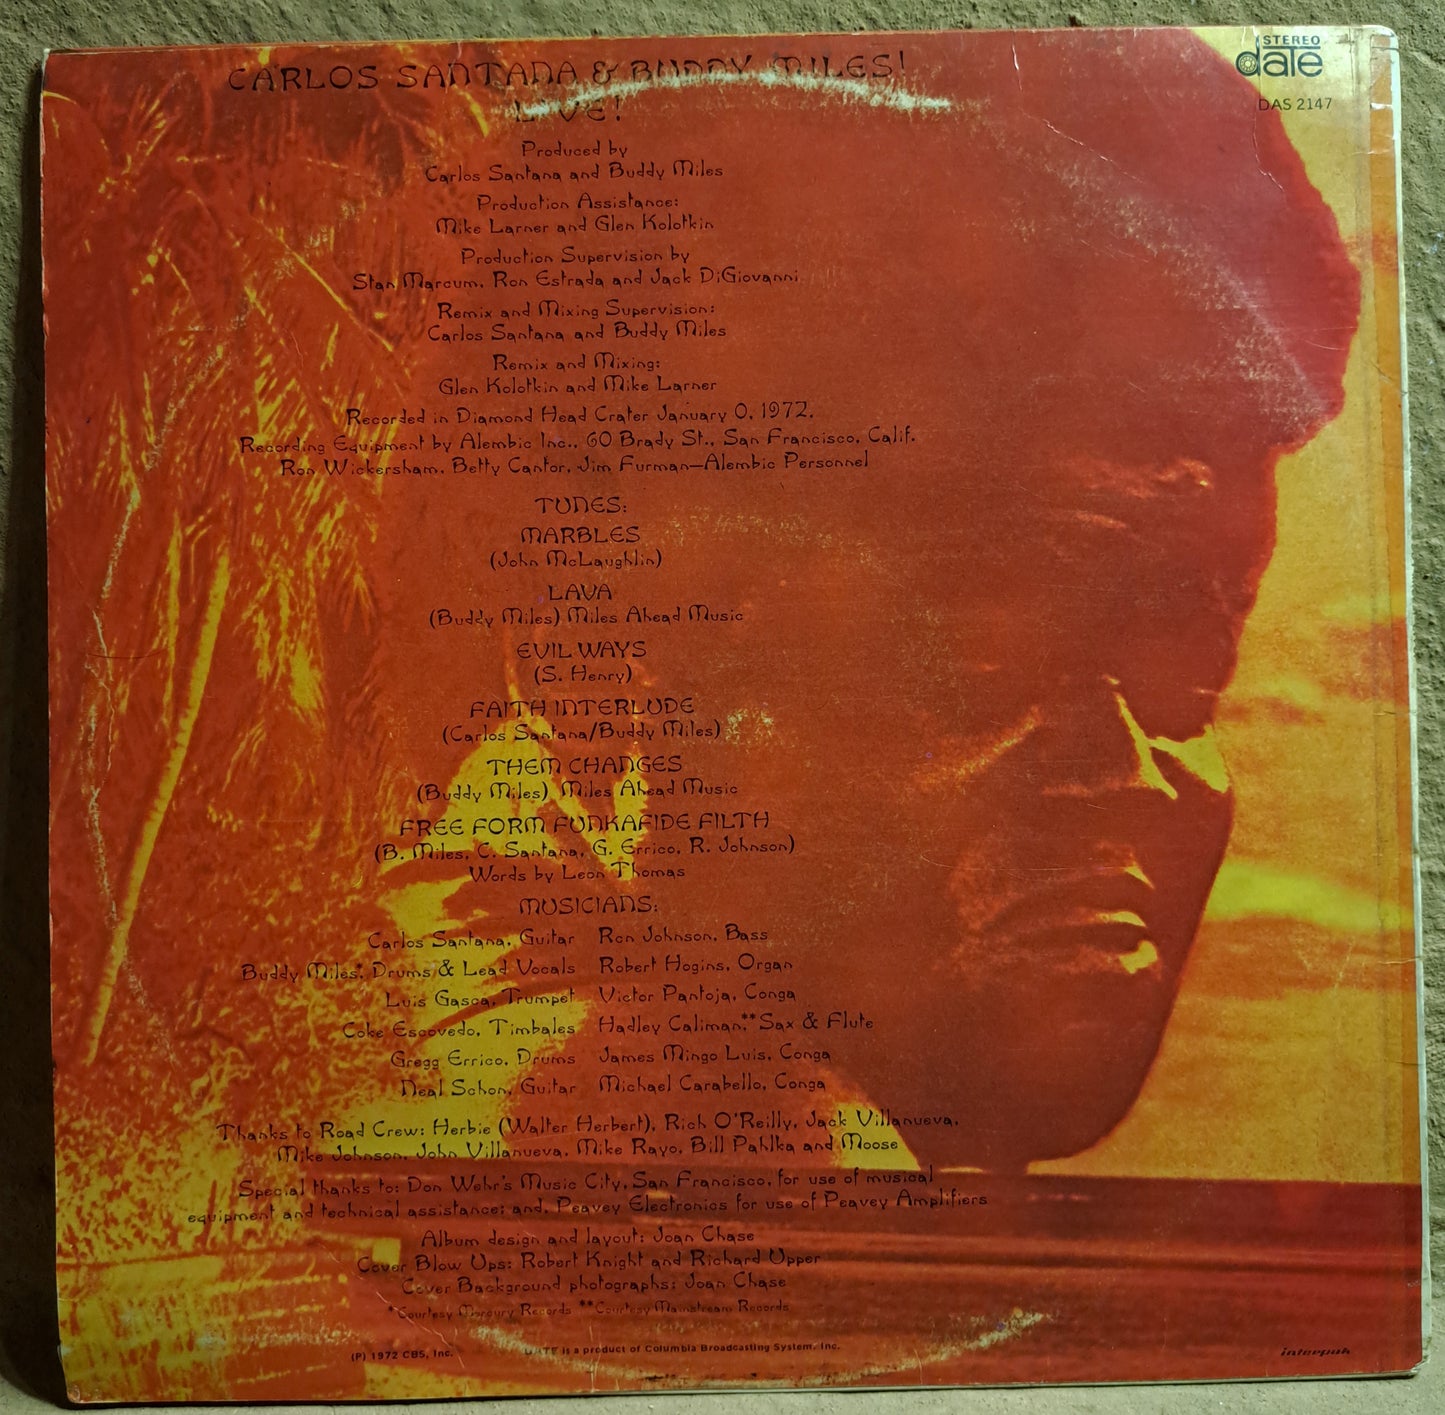 CARLOS SANTANA & BUDDY MILES!
LIVE!
STEREO
date
DAS 2147
Produced by
Carlos Santana and Buddy Miles
Production Assistance:
Mike Larner and Glen Kolotkin
Production Supervision by
Stan Marcum, Ron Estrada and Jack DiGiovanni
Remix and Mixing Supervision:
Carlos Santana and Buddy Miles
Remix and Mixing:
Glen Kolotkin and Mike Larner
Recorded in Diamond Head Crater January 0, 1972.
Recording Equipment by Alembic Inc., 60 Brady St., San Francisco, Calif.
Ron Wickersham, Betty Cantor, Jim Furman—Alembic Personnel
TUNES:
MARBLES
(John McLaughlin)
LAVA
(Buddy Miles) Miles Ahead Music
EVIL WAYS
(S. Henry)
FAITH INTERLUDE
(Carlos Santana/Buddy Miles)
THEM CHANGES
(Buddy Miles) Miles Ahead Music
FREE FORM FUNKAFIDE FILTH
(B. Miles, C. Santana, G. Errico, R. Johnson)
Words by Leon Thomas
MUSICIANS:
Carlos Santana, Guitar Ron Johnson, Bass
Buddy Miles*, Drums & Lead Vocals Robert Hogins, Organ
Luis Gasca, Trumpet Victor Pantoja, Conga
Coke Escovedo, Timbales Hadley Caliman,** Sax & Flute
Gregg Errico, Drums James Mingo Luis, Conga
Neal Schon, Guitar Michael Carabello, Conga
Thanks to Road Crew: Herbie (Walter Herbert), Rich O'Reilly, Jack Villanueva,
Mike Johnson, John Villanueva, Mike Rayo, Bill Pahlka and Moose
Special thanks to: Don Wehr's Music City, San Francisco, for use of musical
equipment and technical assistance; and, Peavey Electronics for use of Peavey Amplifiers
Album design and layout: Joan Chase
Cover Blow Ups: Robert Knight and Richard Upper
Cover Background photographs: Joan Chase
*Courtesy Mercury Records **Courtesy Mainstream Records
(P) 1972 CBS, Inc. DATE is a product of Columbia Broadcasting System, Inc.
interpak